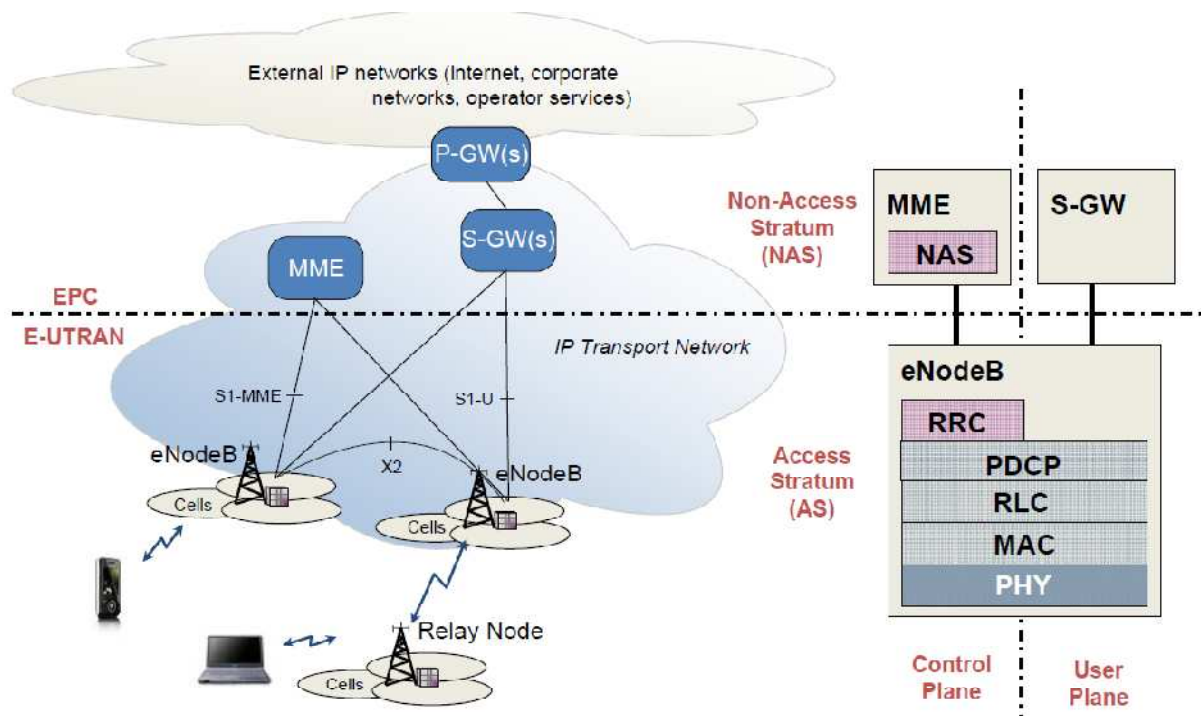 External IP networks (Internet, corporate
networks, operator services)
P-GW(s)
S-GW(s)
MME
EPC
E-UTRAN
IP Transport Network
S1-MME
S1-U
eNodeB
X2
eNodeB
Cells
Cells
Relay Node
Cells
Non-Access
Stratum
(NAS)
MME
NAS
S-GW
eNodeB
RRC
PDCP
RLC
MAC
PHY
Access
Stratum
(AS)
Control
Plane
User
Plane